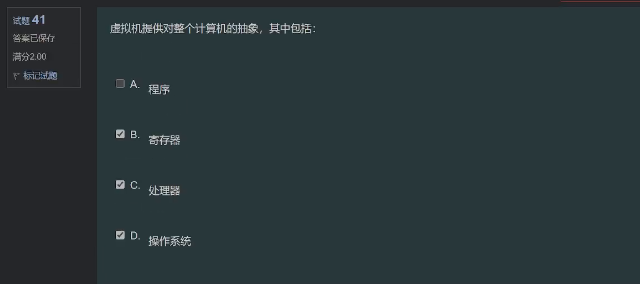 试题 41
答案已保存
满分2.00
标记试题
虚拟机提供对整个计算机的抽象，其中包括：
A. 程序
B. 寄存器
C. 处理器
D. 操作系统